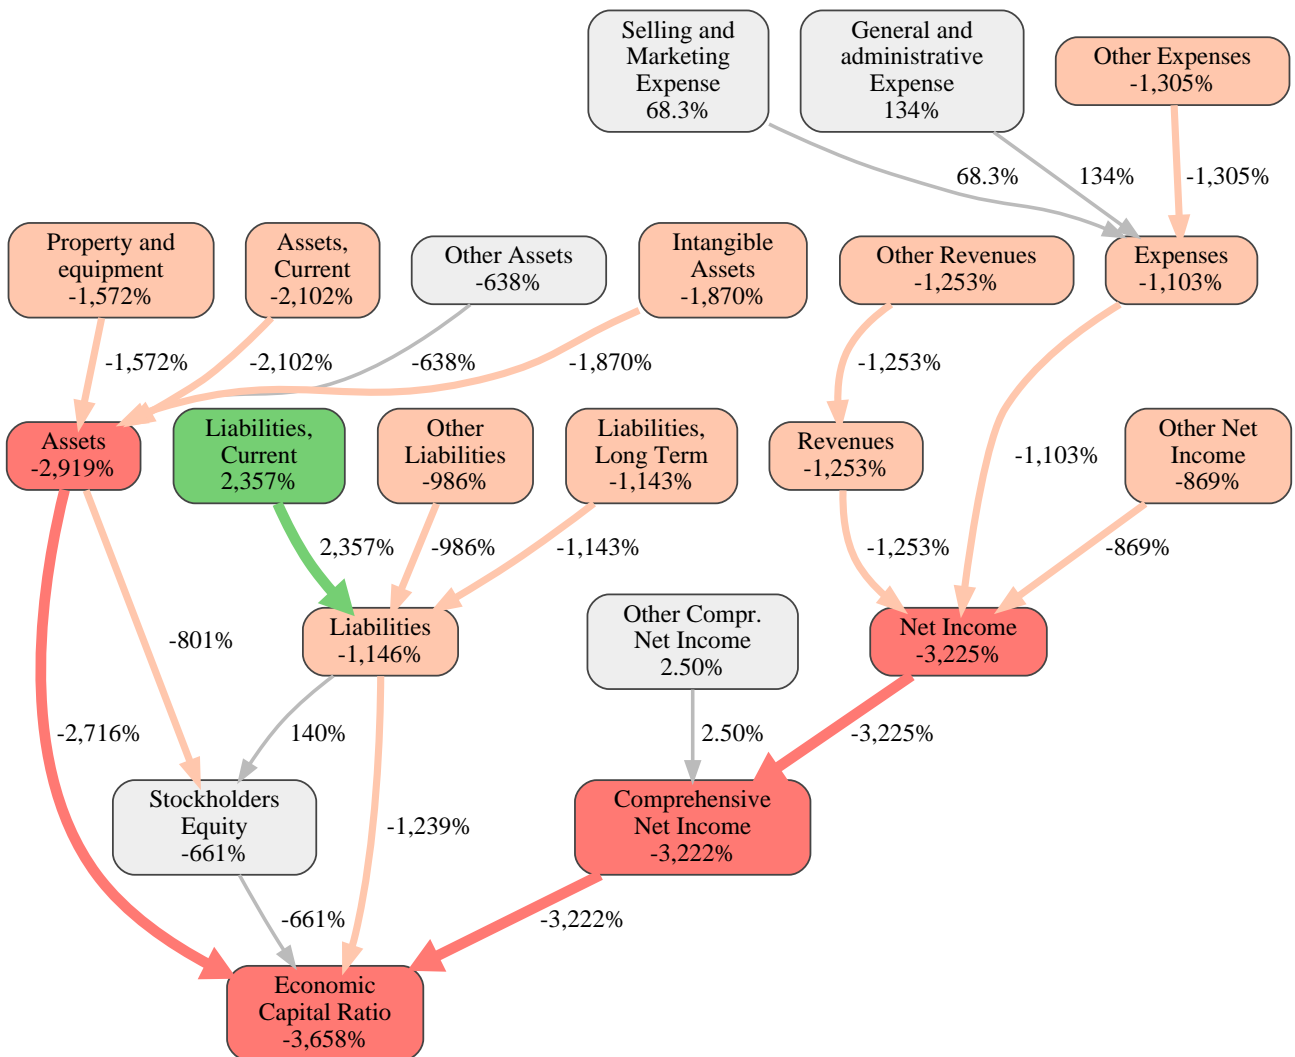 Selling and
Marketing
Expense
68.3%
General and
administrative
Expense
134%
Other Expenses
-1,305%
68.3%
134%
-1,305%
Property and
equipment
-1,572%
Assets,
Current
-2,102%
Other Assets
-638%
Intangible
Assets
-1,870%
Other Revenues
-1,253%
Expenses
-1,103%
-1,572%
-2,102%
-638%
-1,870%
-1,253%
Assets
-2,919%
Liabilities,
Current
2,357%
Other
Liabilities
-986%
Liabilities,
Long Term
-1,143%
Revenues
-1,253%
-1,103%
Other Net
Income
-869%
2,357%
-986%
-1,143%
-1,253%
-869%
-801%
Liabilities
-1,146%
Other Compr.
Net Income
2.50%
Net Income
-3,225%
-2,716%
140%
2.50%
-3,225%
Stockholders
Equity
-661%
-1,239%
Comprehensive
Net Income
-3,222%
-661%
-3,222%
Economic
Capital Ratio
-3,658%